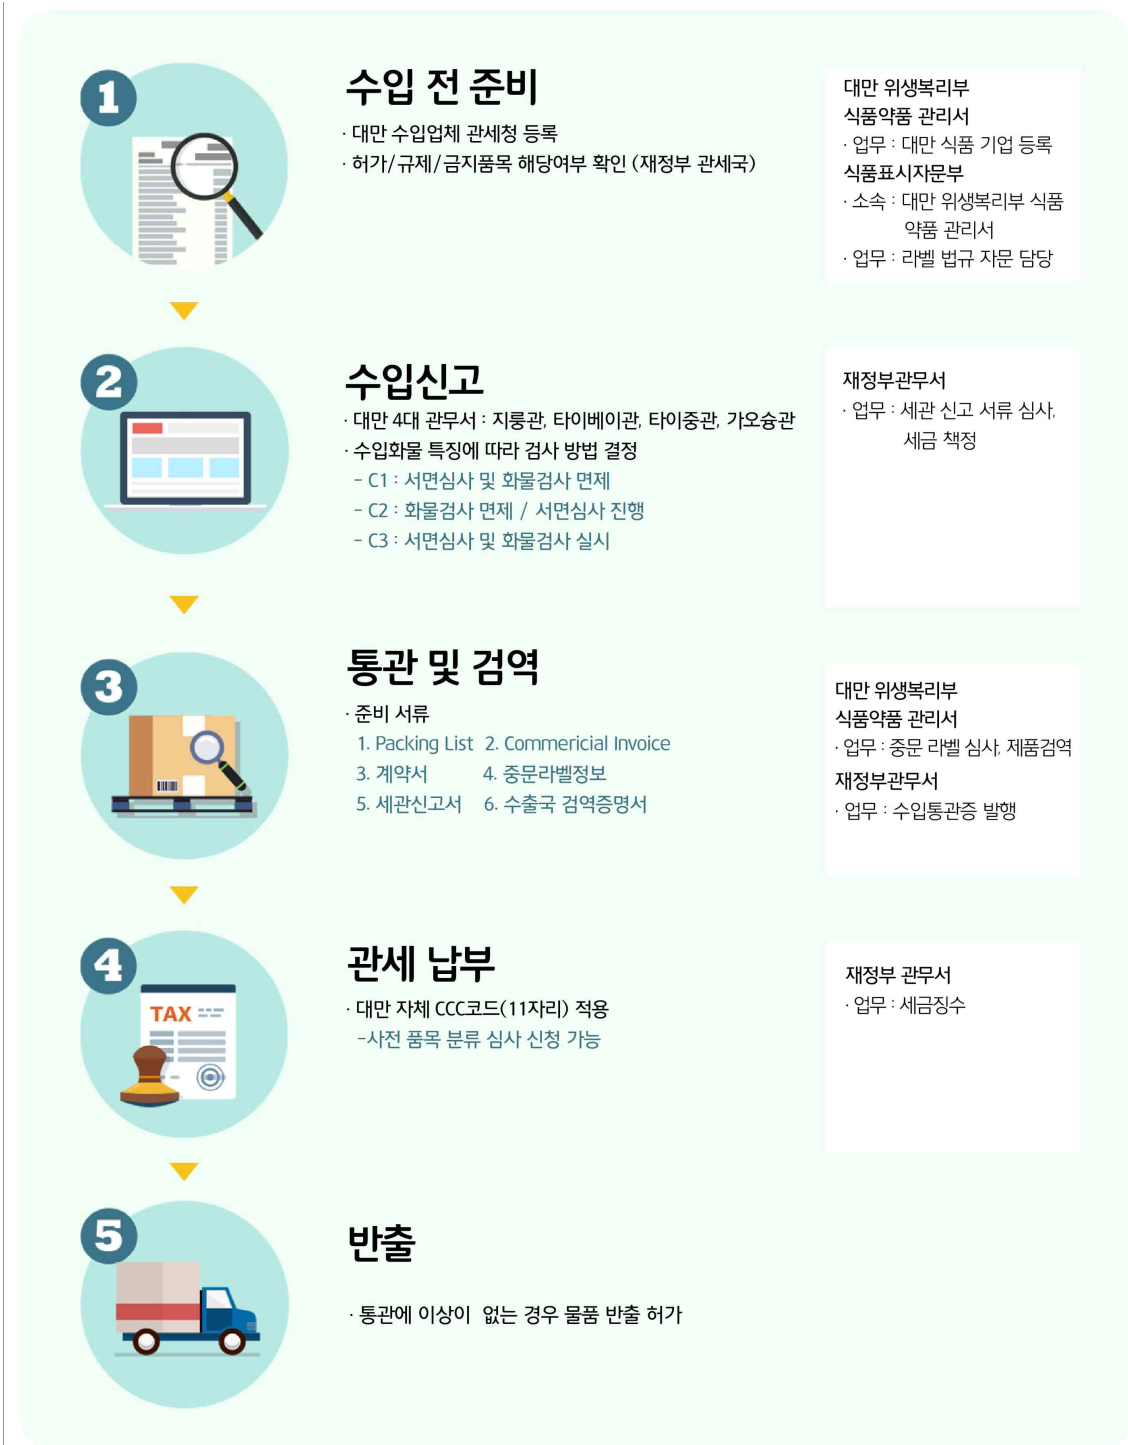 1
수입 전 준비
· 대만 수입업체 관세청 등록
· 허가/규제/금지품목 해당여부 확인 (재정부 관세국)
대만 위생복리부
식품약품 관리서
· 업무 : 대만 식품 기업 등록
식품표시자문부
· 소속 : 대만 위생복리부 식품
약품 관리서
· 업무 : 라벨 법규 자문 담당
2
수입신고
· 대만 4대 관무서 : 지룽관, 타이베이관, 타이중관, 가오슝관
· 수입화물 특징에 따라 검사 방법 결정
- C1 : 서면심사 및 화물검사 면제
- C2 : 화물검사 면제 / 서면심사 진행
- C3 : 서면심사 및 화물검사 실시
재정부관무서
· 업무 : 세관 신고 서류 심사,
세금 책정
3
통관 및 검역
· 준비 서류
1. Packing List 2. Commericial Invoice
3. 계약서 4. 중문라벨정보
5. 세관신고서 6. 수출국 검역증명서
대만 위생복리부
식품약품 관리서
· 업무 : 중문 라벨 심사, 제품검역
재정부관무서
· 업무 : 수입통관증 발행
4
TAX
관세 납부
· 대만 자체 CCC코드(11자리) 적용
-사전 품목 분류 심사 신청 가능
재정부 관무서
· 업무 : 세금징수
5
반출
· 통관에 이상이 없는 경우 물품 반출 허가